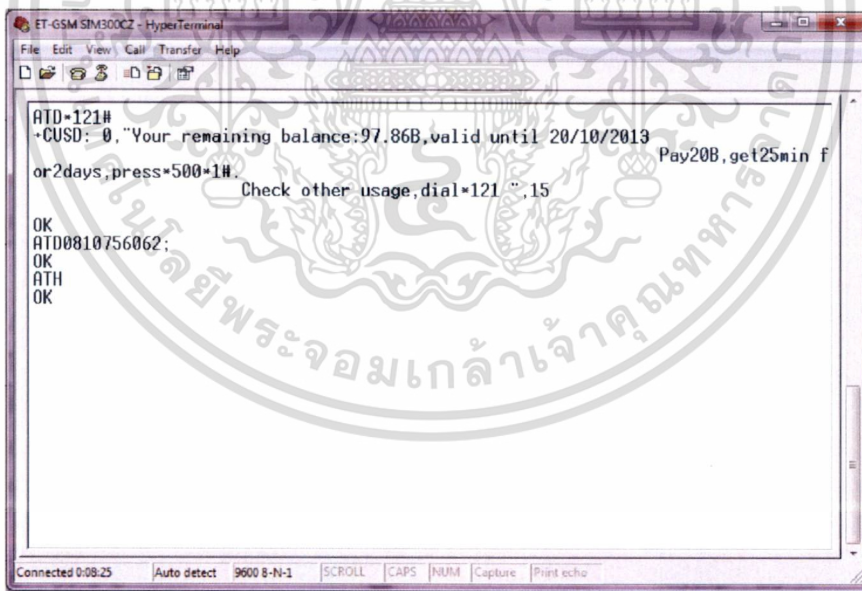 ET-GSM SIM300CZ - HyperTerminal
File Edit View Call Transfer Help
ATD*121#
+CUSD: 0,"Your remaining balance:97.86B,valid until 20/10/2013
Pay20B,get25min f
or2days,press*500*1#.
Check other usage,dial*121 ",15
OK
ATD0810756062;
OK
ATH
OK
Connected 0:08:25 Auto detect 9600 8-N-1 SCROLL CAPS NUM Capture Print echo